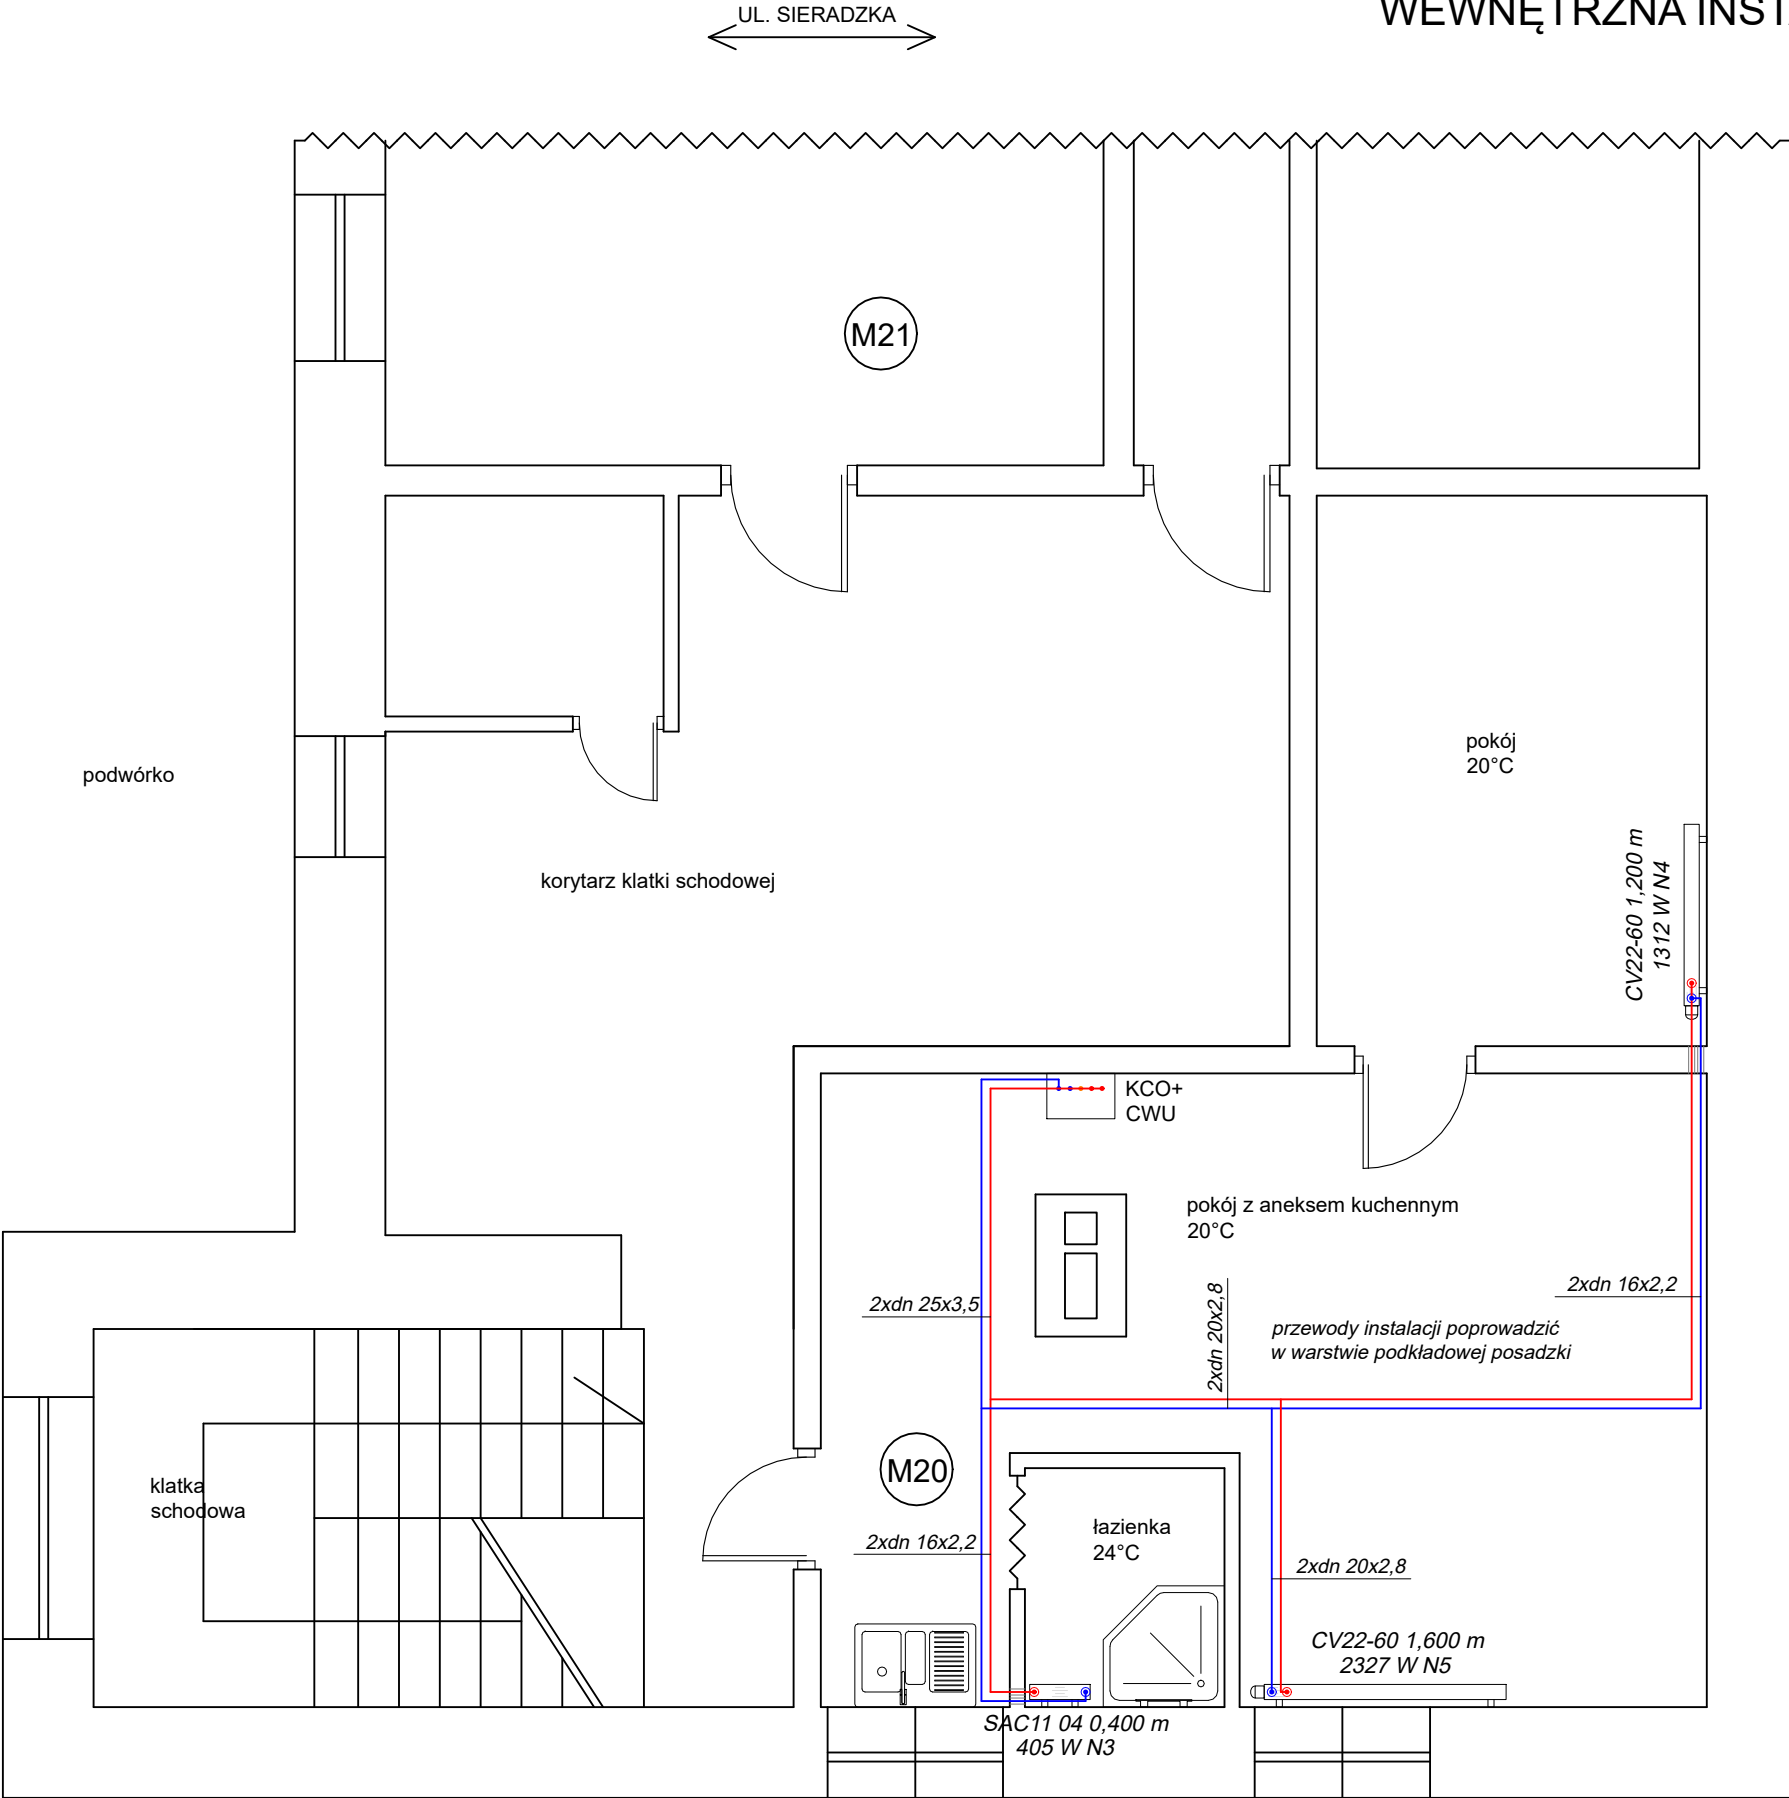 UL. SIERADZKA
WEWNĘTRZNA
M21
pokój
20°C
podwórko
korytarz klatki schodowej
CV22-60 1,200 m
1312 W N4
KCO+
CWU
pokój z aneksem kuchennym
20°C
2xdn 25x3,5
2xdn 20x2,8
2xdn 16x2,2
przewody instalacji poprowadzić
w warstwie podkładowej posadzki
M20
klatka
schodowa
łazienka
24°C
2xdn 16x2,2
2xdn 20x2,8
CV22-60 1,600 m
2327 W N5
SAC11 04 0,400 m
405 W N3